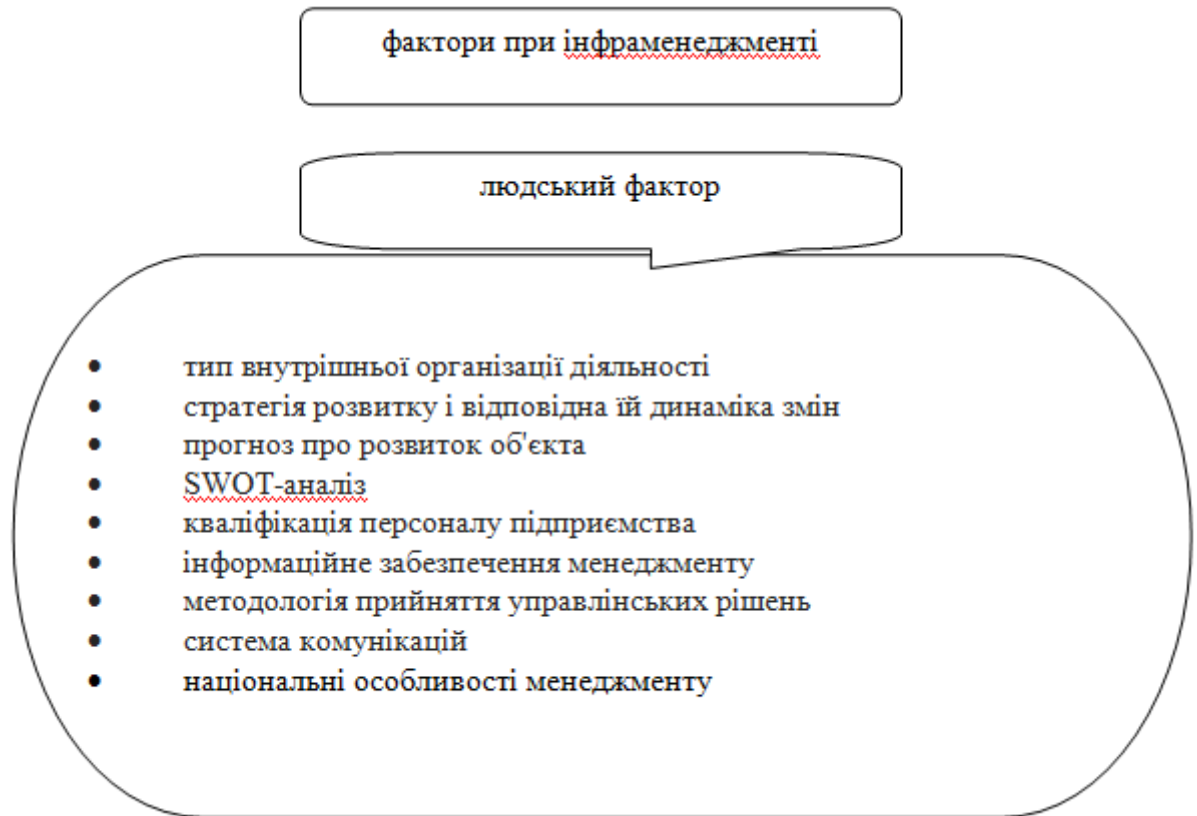 фактори при інфраменеджменті
людський фактор
• тип внутрішньої організації діяльності
• стратегія розвитку і відповідна їй динаміка змін
• прогноз про розвиток об'єкта
• SWOT-аналіз
• кваліфікація персоналу підприємства
• інформаційне забезпечення менеджменту
• методологія прийняття управлінських рішень
• система комунікацій
• національні особливості менеджменту